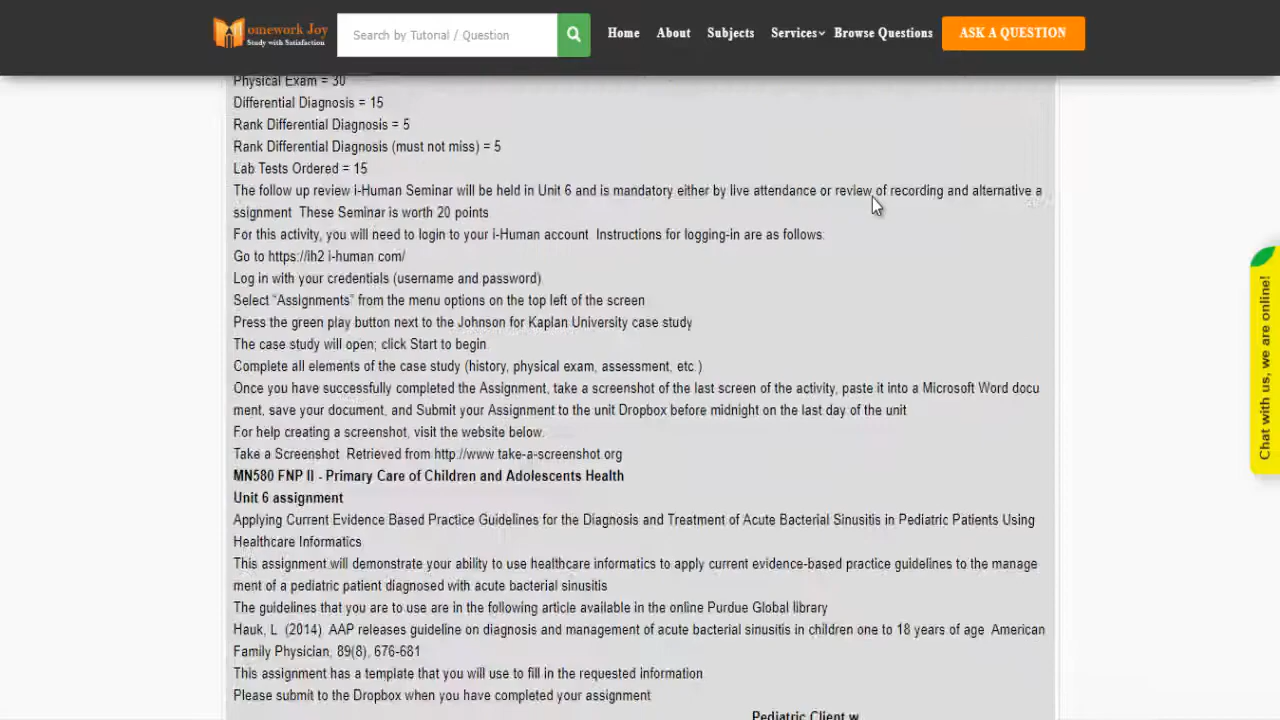 omework Joy
Study with Satisfaction
Search by Tutorial / Question
Home
About
Subjects
Services
Browse Questions
ASK A QUESTION
Physical Exam = 30
Differential Diagnosis = 15
Rank Differential Diagnosis = 5
Rank Differential Diagnosis (must not miss) = 5
Lab Tests Ordered = 15
The follow up review i-Human Seminar will be held in Unit 6 and is mandatory either by live attendance or review of recording and alternative a
ssignment  These Seminar is worth 20 points
For this activity, you will need to login to your i-Human account  Instructions for logging-in are as follows:
Go to https://ih2 i-human com/
Log in with your credentials (username and password)
Select “Assignments” from the menu options on the top left of the screen
Press the green play button next to the Johnson for Kaplan University case study
The case study will open; click Start to begin
Complete all elements of the case study (history, physical exam, assessment, etc.)
Once you have successfully completed the Assignment, take a screenshot of the last screen of the activity, paste it into a Microsoft Word docu
ment, save your document, and Submit your Assignment to the unit Dropbox before midnight on the last day of the unit
For help creating a screenshot, visit the website below.
Take a Screenshot  Retrieved from http://www take-a-screenshot org
MN580 FNP II - Primary Care of Children and Adolescents Health
Unit 6 assignment
Applying Current Evidence Based Practice Guidelines for the Diagnosis and Treatment of Acute Bacterial Sinusitis in Pediatric Patients Using
Healthcare Informatics
This assignment will demonstrate your ability to use healthcare informatics to apply current evidence-based practice guidelines to the manage
ment of a pediatric patient diagnosed with acute bacterial sinusitis
The guidelines that you are to use are in the following article available in the online Purdue Global library
Hauk, L  (2014)  AAP releases guideline on diagnosis and management of acute bacterial sinusitis in children one to 18 years of age  American
Family Physician, 89(8), 676-681
This assignment has a template that you will use to fill in the requested information
Please submit to the Dropbox when you have completed your assignment
Pediatric Client w
Chat with us, we are online!